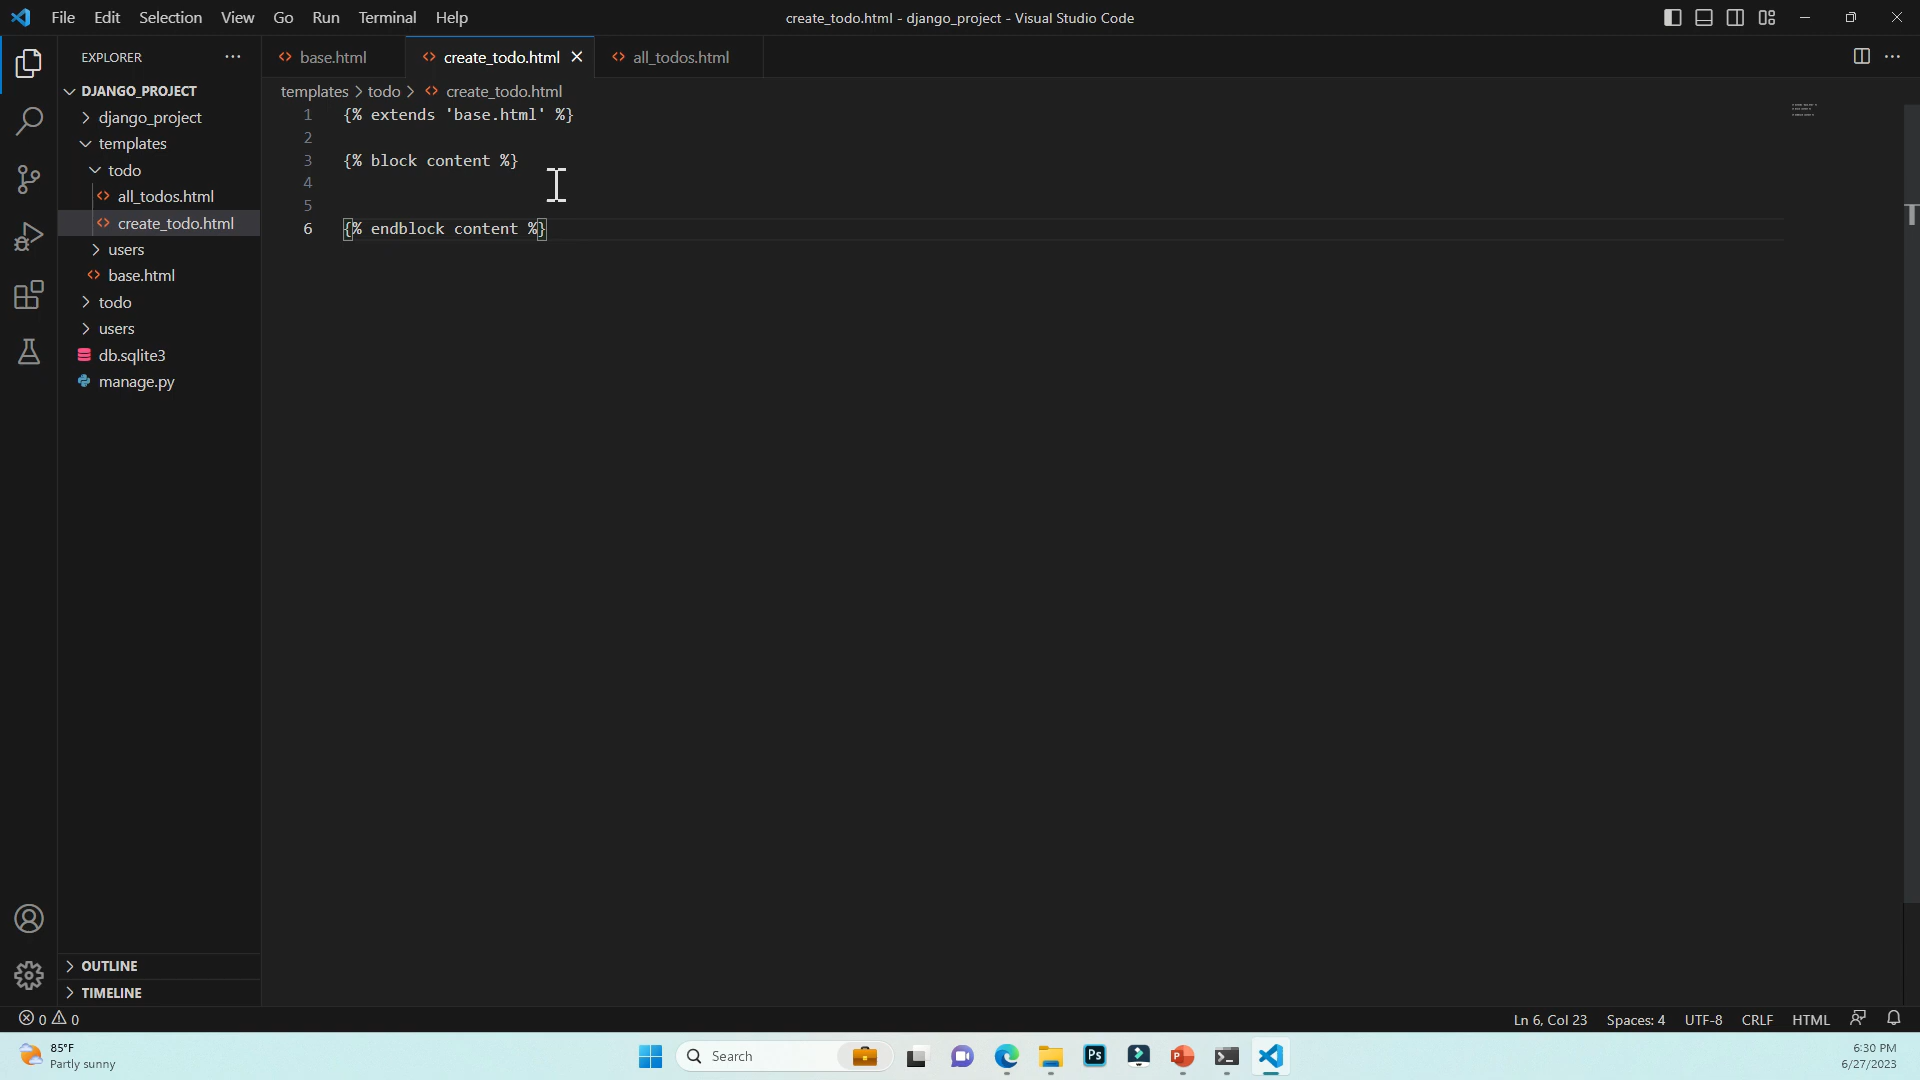 File Edit Selection View Go Run Terminal Help
create_todo.html - django_project - Visual Studio Code
EXPLORER
base.html
create_todo.html
all_todos.html
DJANGO_PROJECT
django_project
templates
todo
all_todos.html
create_todo.html
users
base.html
todo
users
db.sqlite3
manage.py
templates > todo > create_todo.html
1 {% extends 'base.html' %}
2
3 {% block content %}
4
5
6 {% endblock content %}
OUTLINE
TIMELINE
0 0
Ln 6, Col 23 Spaces: 4 UTF-8 CRLF HTML
85°F
Partly sunny
Search
Ps
6:30 PM
6/27/2023